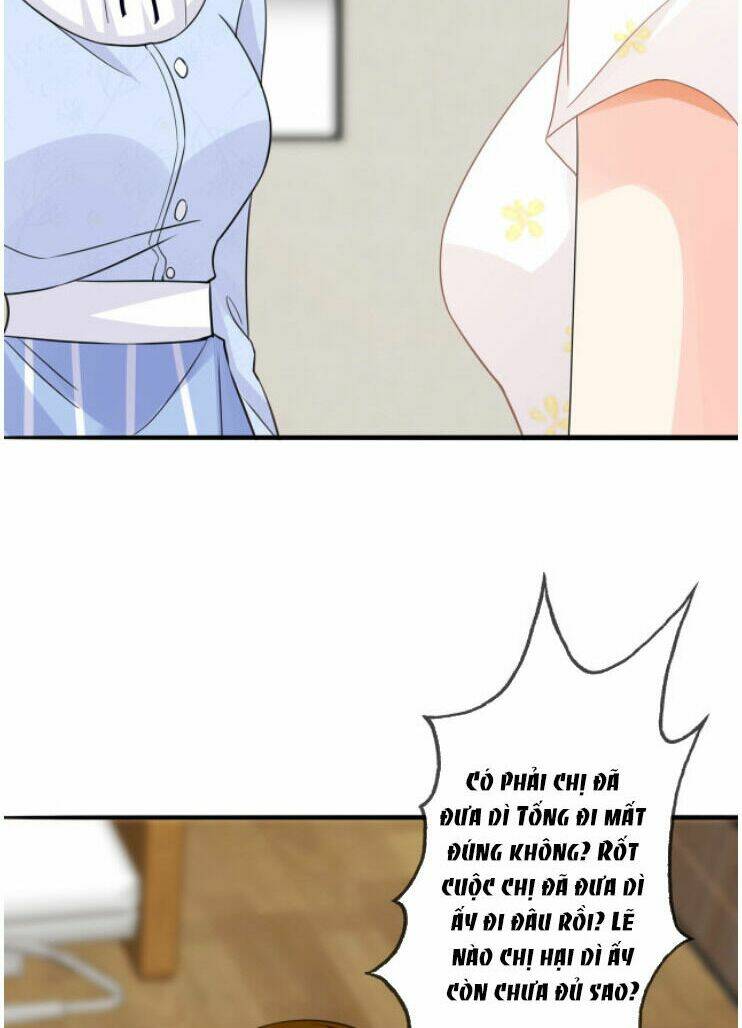 CÓ PHẢI CHỊ ĐÃ
ĐƯA DÌ TỐNG ĐI MẤT
ĐÚNG KHÔNG? RỐT
CUỘC CHỊ ĐÃ ĐƯA DÌ
ẤY ĐI ĐÂU RỒI? LẼ
NÀO CHỊ HẠI DÌ ẤY
CÒN CHƯA ĐỦ SAO?